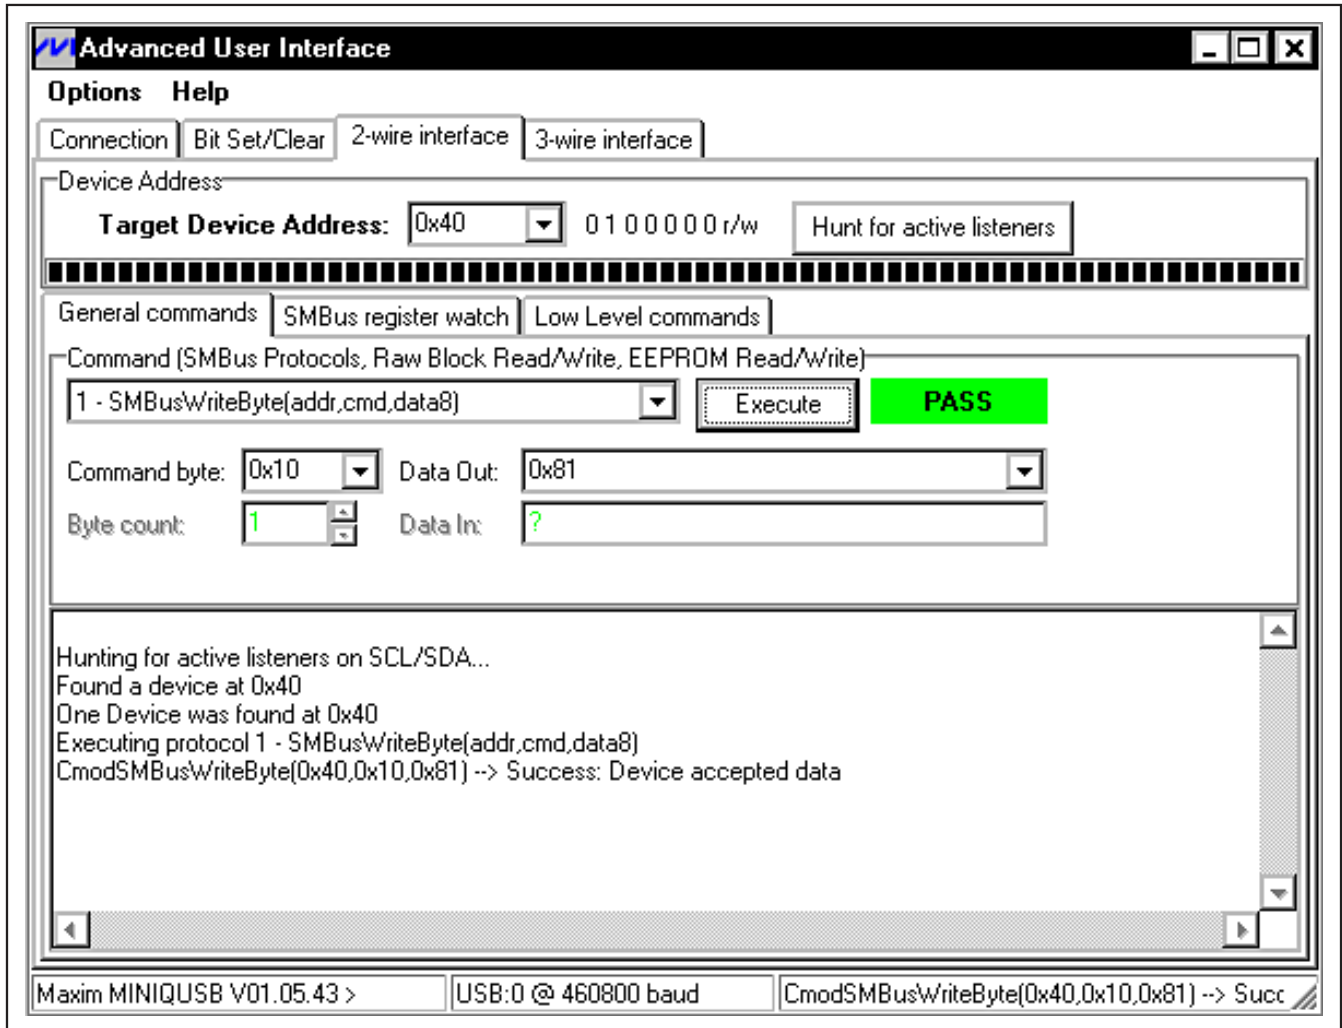 Advanced User Interface
Options Help
Connection Bit Set/Clear 2-wire interface 3-wire interface
Device Address
Target Device Address: 0x40 0 1 0 0 0 0 0 r/w Hunt for active listeners
General commands SMBus register watch Low Level commands
Command (SMBus Protocols, Raw Block Read/Write, EEPROM Read/Write)
1 - SMBusWriteByte(addr,cmd,data8) Execute PASS
Command byte: 0x10 Data Out: 0x81
Byte count: 1 Data In: ?
Hunting for active listeners on SCL/SDA...
Found a device at 0x40
One Device was found at 0x40
Executing protocol 1 - SMBusWriteByte(addr,cmd,data8)
CmodSMBusWriteByte(0x40,0x10,0x81) --> Success: Device accepted data
Maxim MINIQUSB V01.05.43 > USB:0 @ 460800 baud CmodSMBusWriteByte(0x40,0x10,0x81) --> Succ